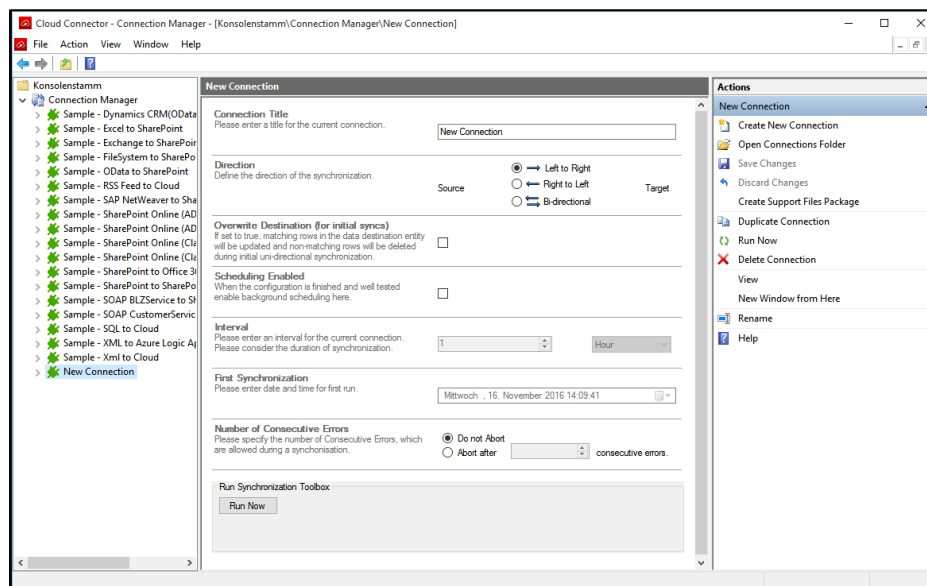 Cloud Connector - Connection Manager - [Konsolenstamm\Connection Manager\New Connection]
File Action View Window Help
Konsolenstamm
Connection Manager
Sample - Dynamics CRM(OData
Sample - Excel to SharePoint
Sample - Exchange to SharePoir
Sample - FileSystem to SharePo
Sample - OData to SharePoint
Sample - RSS Feed to Cloud
Sample - SAP NetWeaver to Sha
Sample - SharePoint Online (AD
Sample - SharePoint Online (AD
Sample - SharePoint Online (Cla
Sample - SharePoint Online (Cla
Sample - SharePoint to Office 3
Sample - SharePoint to SharePo
Sample - SOAP BLZService to Sh
Sample - SOAP CustomerServic
Sample - SQL to Cloud
Sample - XML to Azure Logic Ap
Sample - Xml to Cloud
New Connection
New Connection
Connection Title
Please enter a title for the current connection.
New Connection
Direction
Define the direction of the synchronization.
Source
Left to Right
Right to Left
Bi-directional
Target
Overwrite Destination (for initial syncs)
If set to true, matching rows in the data destination entity
will be updated and non-matching rows will be deleted
during initial uni-directional synchronization.
Scheduling Enabled
When the configuration is finished and well tested
enable background scheduling here.
Interval
Please enter an interval for the current connection.
Please consider the duration of synchronization.
1
Hour
First Synchronization
Please enter date and time for first run.
Mittwoch , 16. November 2016 14:09:41
Number of Consecutive Errors
Please specify the number of Consecutive Errors, which
are allowed during a synchonisation.
Do not Abort
Abort after
consecutive errors.
Run Synchronization Toolbox
Run Now
Actions
New Connection
Create New Connection
Open Connections Folder
Save Changes
Discard Changes
Create Support Files Package
Duplicate Connection
Run Now
Delete Connection
View
New Window from Here
Rename
Help